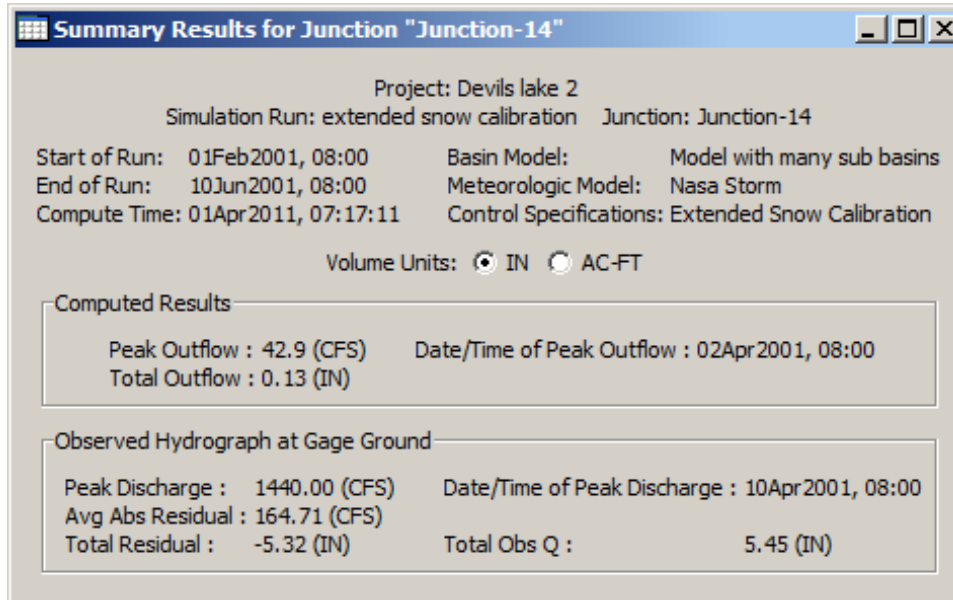 Summary Results for Junction "Junction-14"
Project: Devils lake 2
Simulation Run: extended snow calibration Junction: Junction-14
Start of Run: 01Feb2001, 08:00 Basin Model: Model with many sub basins
End of Run: 10Jun2001, 08:00 Meteorologic Model: Nasa Storm
Compute Time: 01Apr2011, 07:17:11 Control Specifications: Extended Snow Calibration
Volume Units: IN AC-FT
Computed Results
Peak Outflow : 42.9 (CFS) Date/Time of Peak Outflow : 02Apr2001, 08:00
Total Outflow : 0.13 (IN)
Observed Hydrograph at Gage Ground
Peak Discharge : 1440.00 (CFS) Date/Time of Peak Discharge : 10Apr2001, 08:00
Avg Abs Residual : 164.71 (CFS)
Total Residual : -5.32 (IN) Total Obs Q : 5.45 (IN)